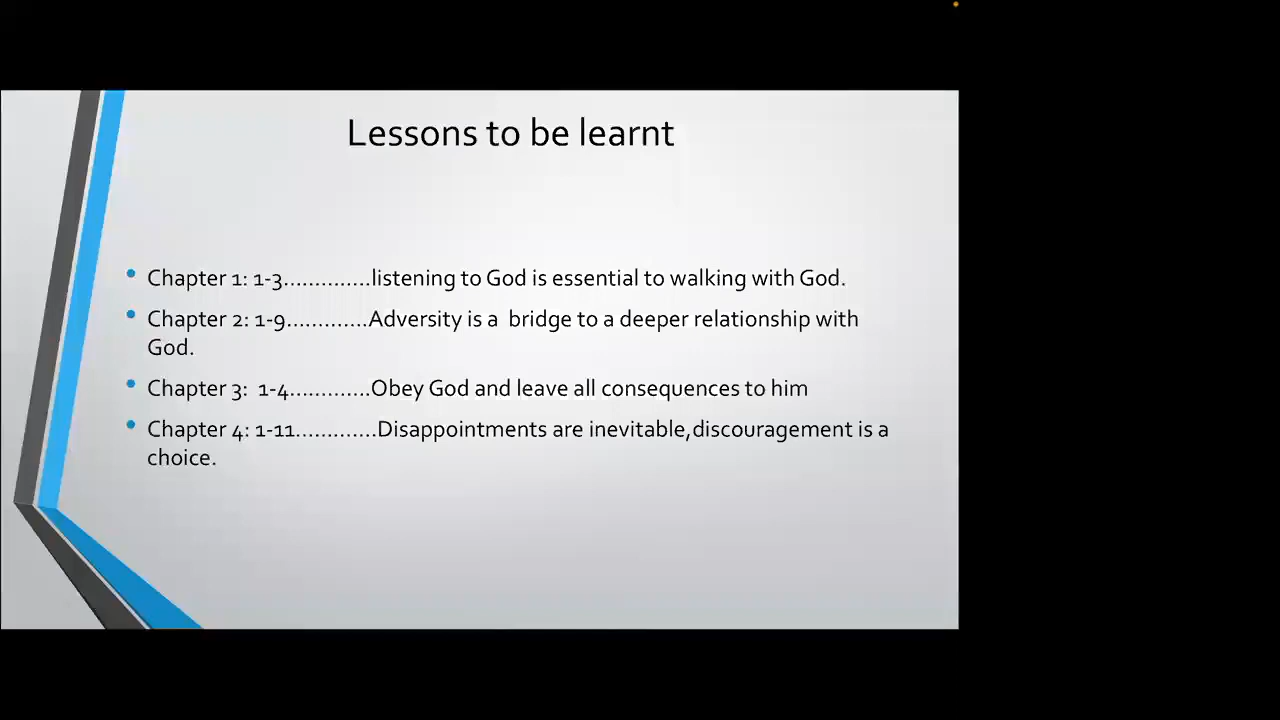 Lessons to be learnt
• Chapter 1: 1-3..............listening to God is essential to walking with God.
• Chapter 2: 1-9.............Adversity is a  bridge to a deeper relationship with
God.
• Chapter 3:  1-4.............Obey God and leave all consequences to him
• Chapter 4: 1-11.............Disappointments are inevitable,discouragement is a
choice.